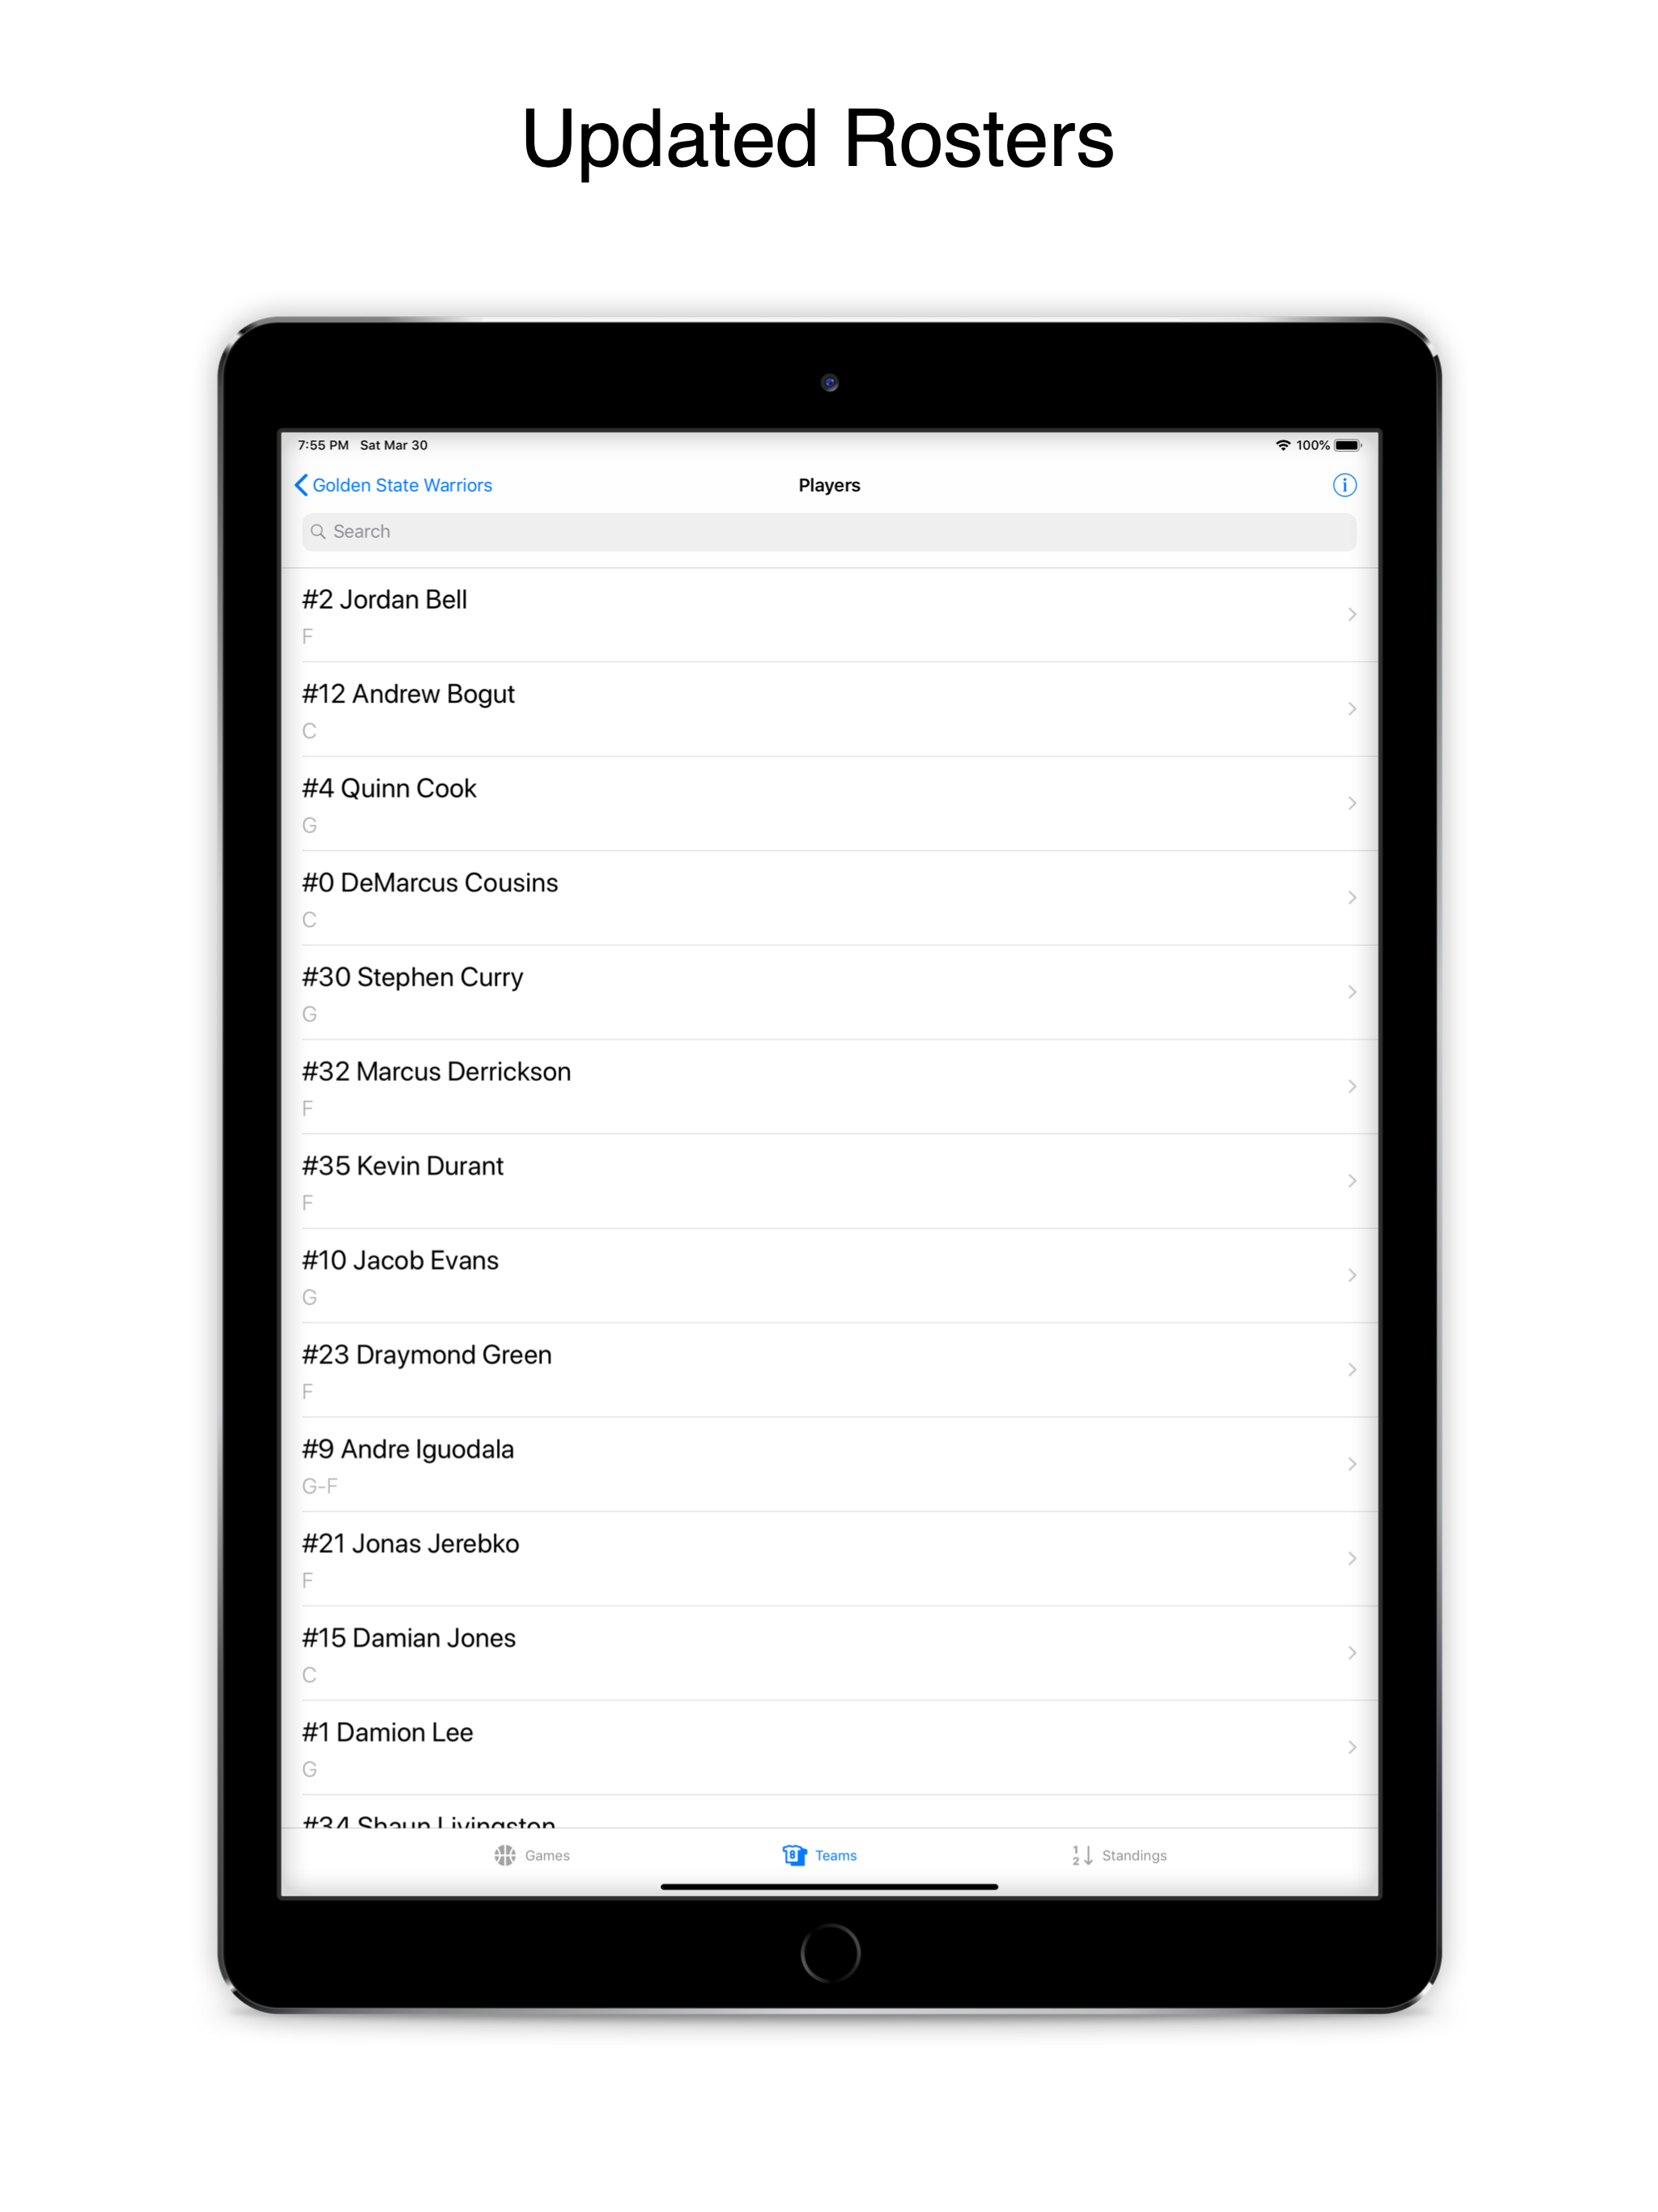 Updated Rosters
7:55 PM Sat Mar 30
100%
Golden State Warriors
Players
Search
#2 Jordan Bell
F
#12 Andrew Bogut
C
#4 Quinn Cook
G
#0 DeMarcus Cousins
C
#30 Stephen Curry
G
#32 Marcus Derrickson
F
#35 Kevin Durant
F
#10 Jacob Evans
G
#23 Draymond Green
F
#9 Andre Iguodala
G-F
#21 Jonas Jerebko
F
#15 Damian Jones
C
#1 Damion Lee
G
#34 Shaun Livingston
Games
Teams
Standings